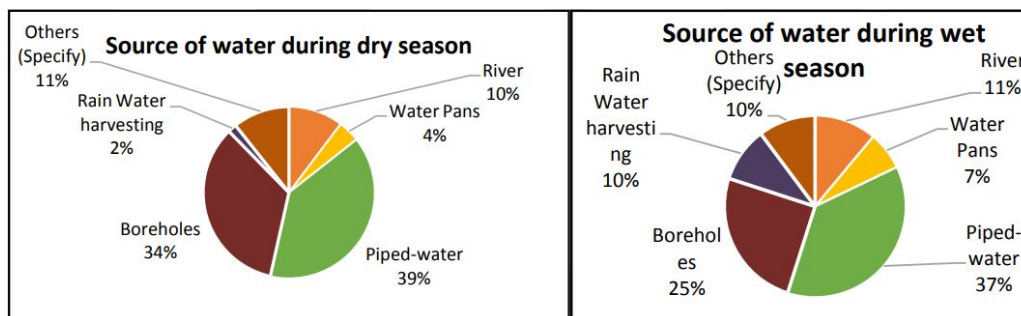 Source of water during dry season
Others
(Specify)
11%
River
10%
Rain Water
harvesting
2%
Water Pans
4%
Boreholes
34%
Piped-water
39%
Source of water during wet
season
Others
(Specify)
10%
River
11%
Rain
Water
harvesti
ng
10%
Water
Pans
7%
Borehol
es
25%
Piped-
water
37%